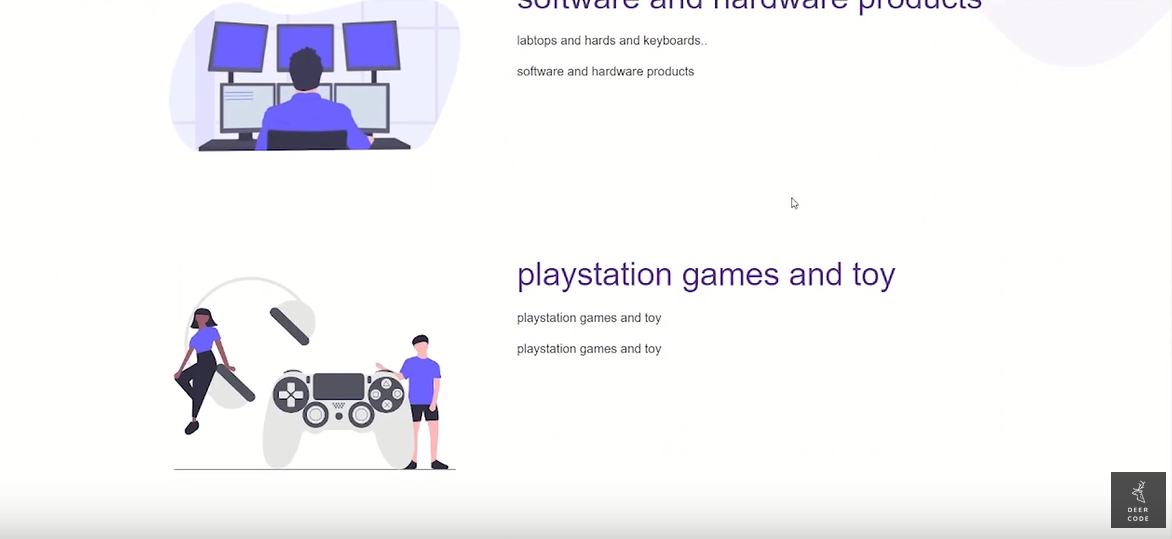 software and hardware products
labtops and hards and keyboards..
software and hardware products
playstation games and toy
playstation games and toy
playstation games and toy
DEER
CODE